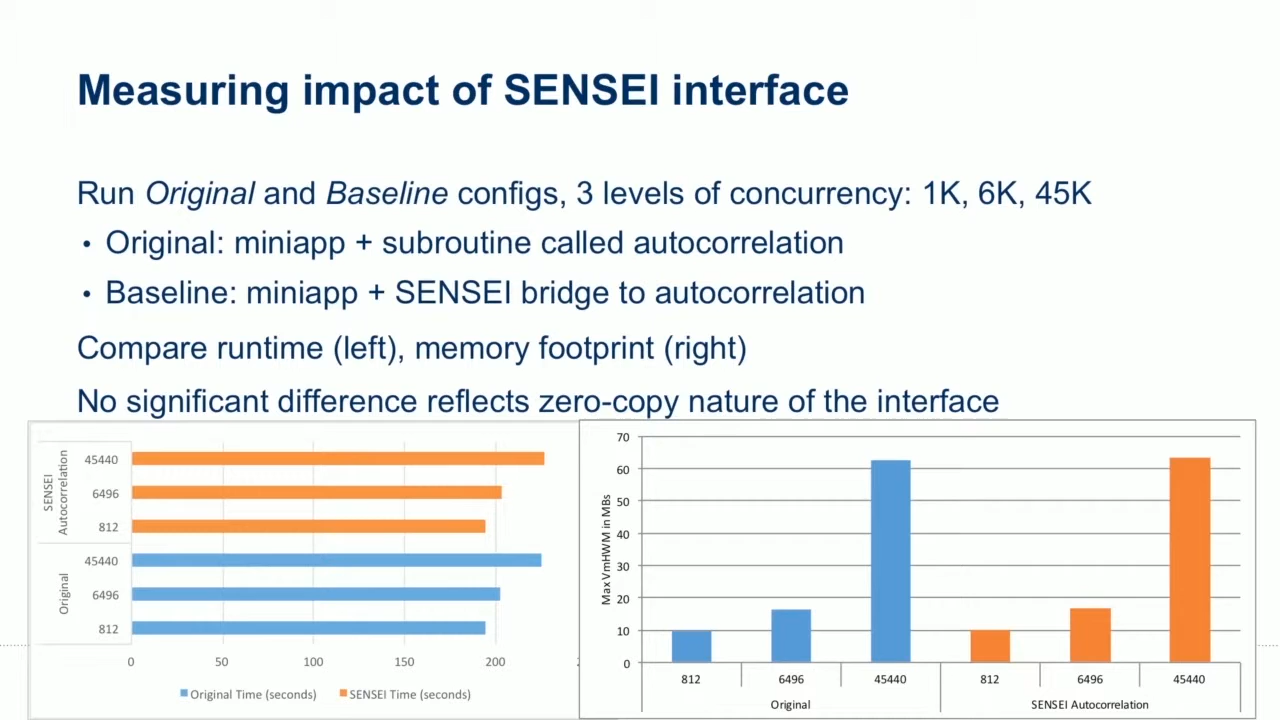 Measuring impact of SENSEI interface
Run Original and Baseline configs, 3 levels of concurrency: 1K, 6K, 45K
• Original: miniapp + subroutine called autocorrelation
• Baseline: miniapp + SENSEI bridge to autocorrelation
Compare runtime (left), memory footprint (right)
No significant difference reflects zero-copy nature of the interface
SENSEI
Autocorrelation
45440
6496
812
Original
45440
6496
812
0 50 100 150 200
Original Time (seconds) SENSEI Time (seconds)
Max VmHWM in MBs
70
60
50
40
30
20
10
0
812 6496 45440 812 6496 45440
Original SENSEI Autocorrelation